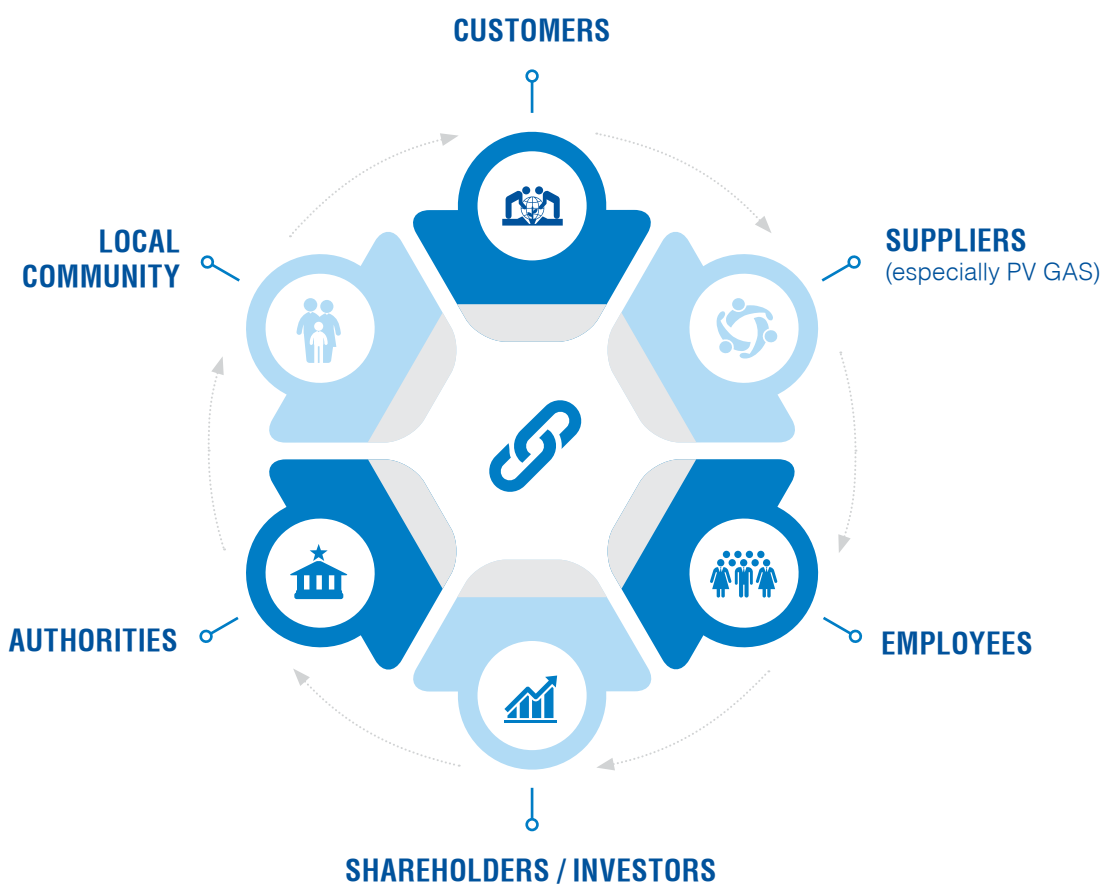 CUSTOMERS
SUPPLIERS
(especially PV GAS)
EMPLOYEES
SHAREHOLDERS / INVESTORS
AUTHORITIES
LOCAL
COMMUNITY